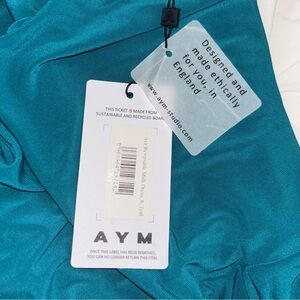 Designed and
made ethically
for you, in
England
www.aym-studio.com
THIS TICKET IS MADE FROM
SUSTAINABLE AND RECYCLED BOARD
AYM
ONCE THIS LABEL HAS BEEN REMOVED,
YOU CAN NO LONGER RETURN THIS ITEM.